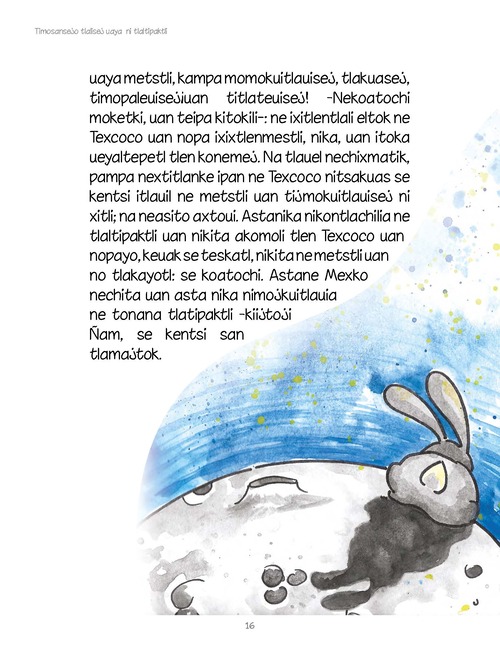 Timosansejo tlalisej uaya ni tlaltipaktli
uaya metstli, kampa momokuitlauisej, tlakuasej,
timopaleuisejiuan titlateuisej! -Nekoatochi
moketki, uan teipa kitokili-: ne ixitlentlali eltok ne
Texcoco uan nopa ixixtlenmestli, nika, uan itoka
ueyaltepetl tlen konemej. Na tlauel nechixmatik,
pampa nextitlanke ipan ne Texcoco nitsakuas se
kentsi itlauil ne metstli uan tijmokuitlauisej ni
xitli; na neasito axtoui. Astanika nikontlachilia ne
tlaltipaktli uan nikita akomoli tlen Texcoco uan
nopayo, keuak se teskatl, nikita ne metstli uan
no tlakayotl: se koatochi. Astane Mexko
nechita uan asta nika nimojkuitlauia
ne tonana tlatipaktli -kiijtoji
Ñam, se kentsi san
tlamajtok.
16